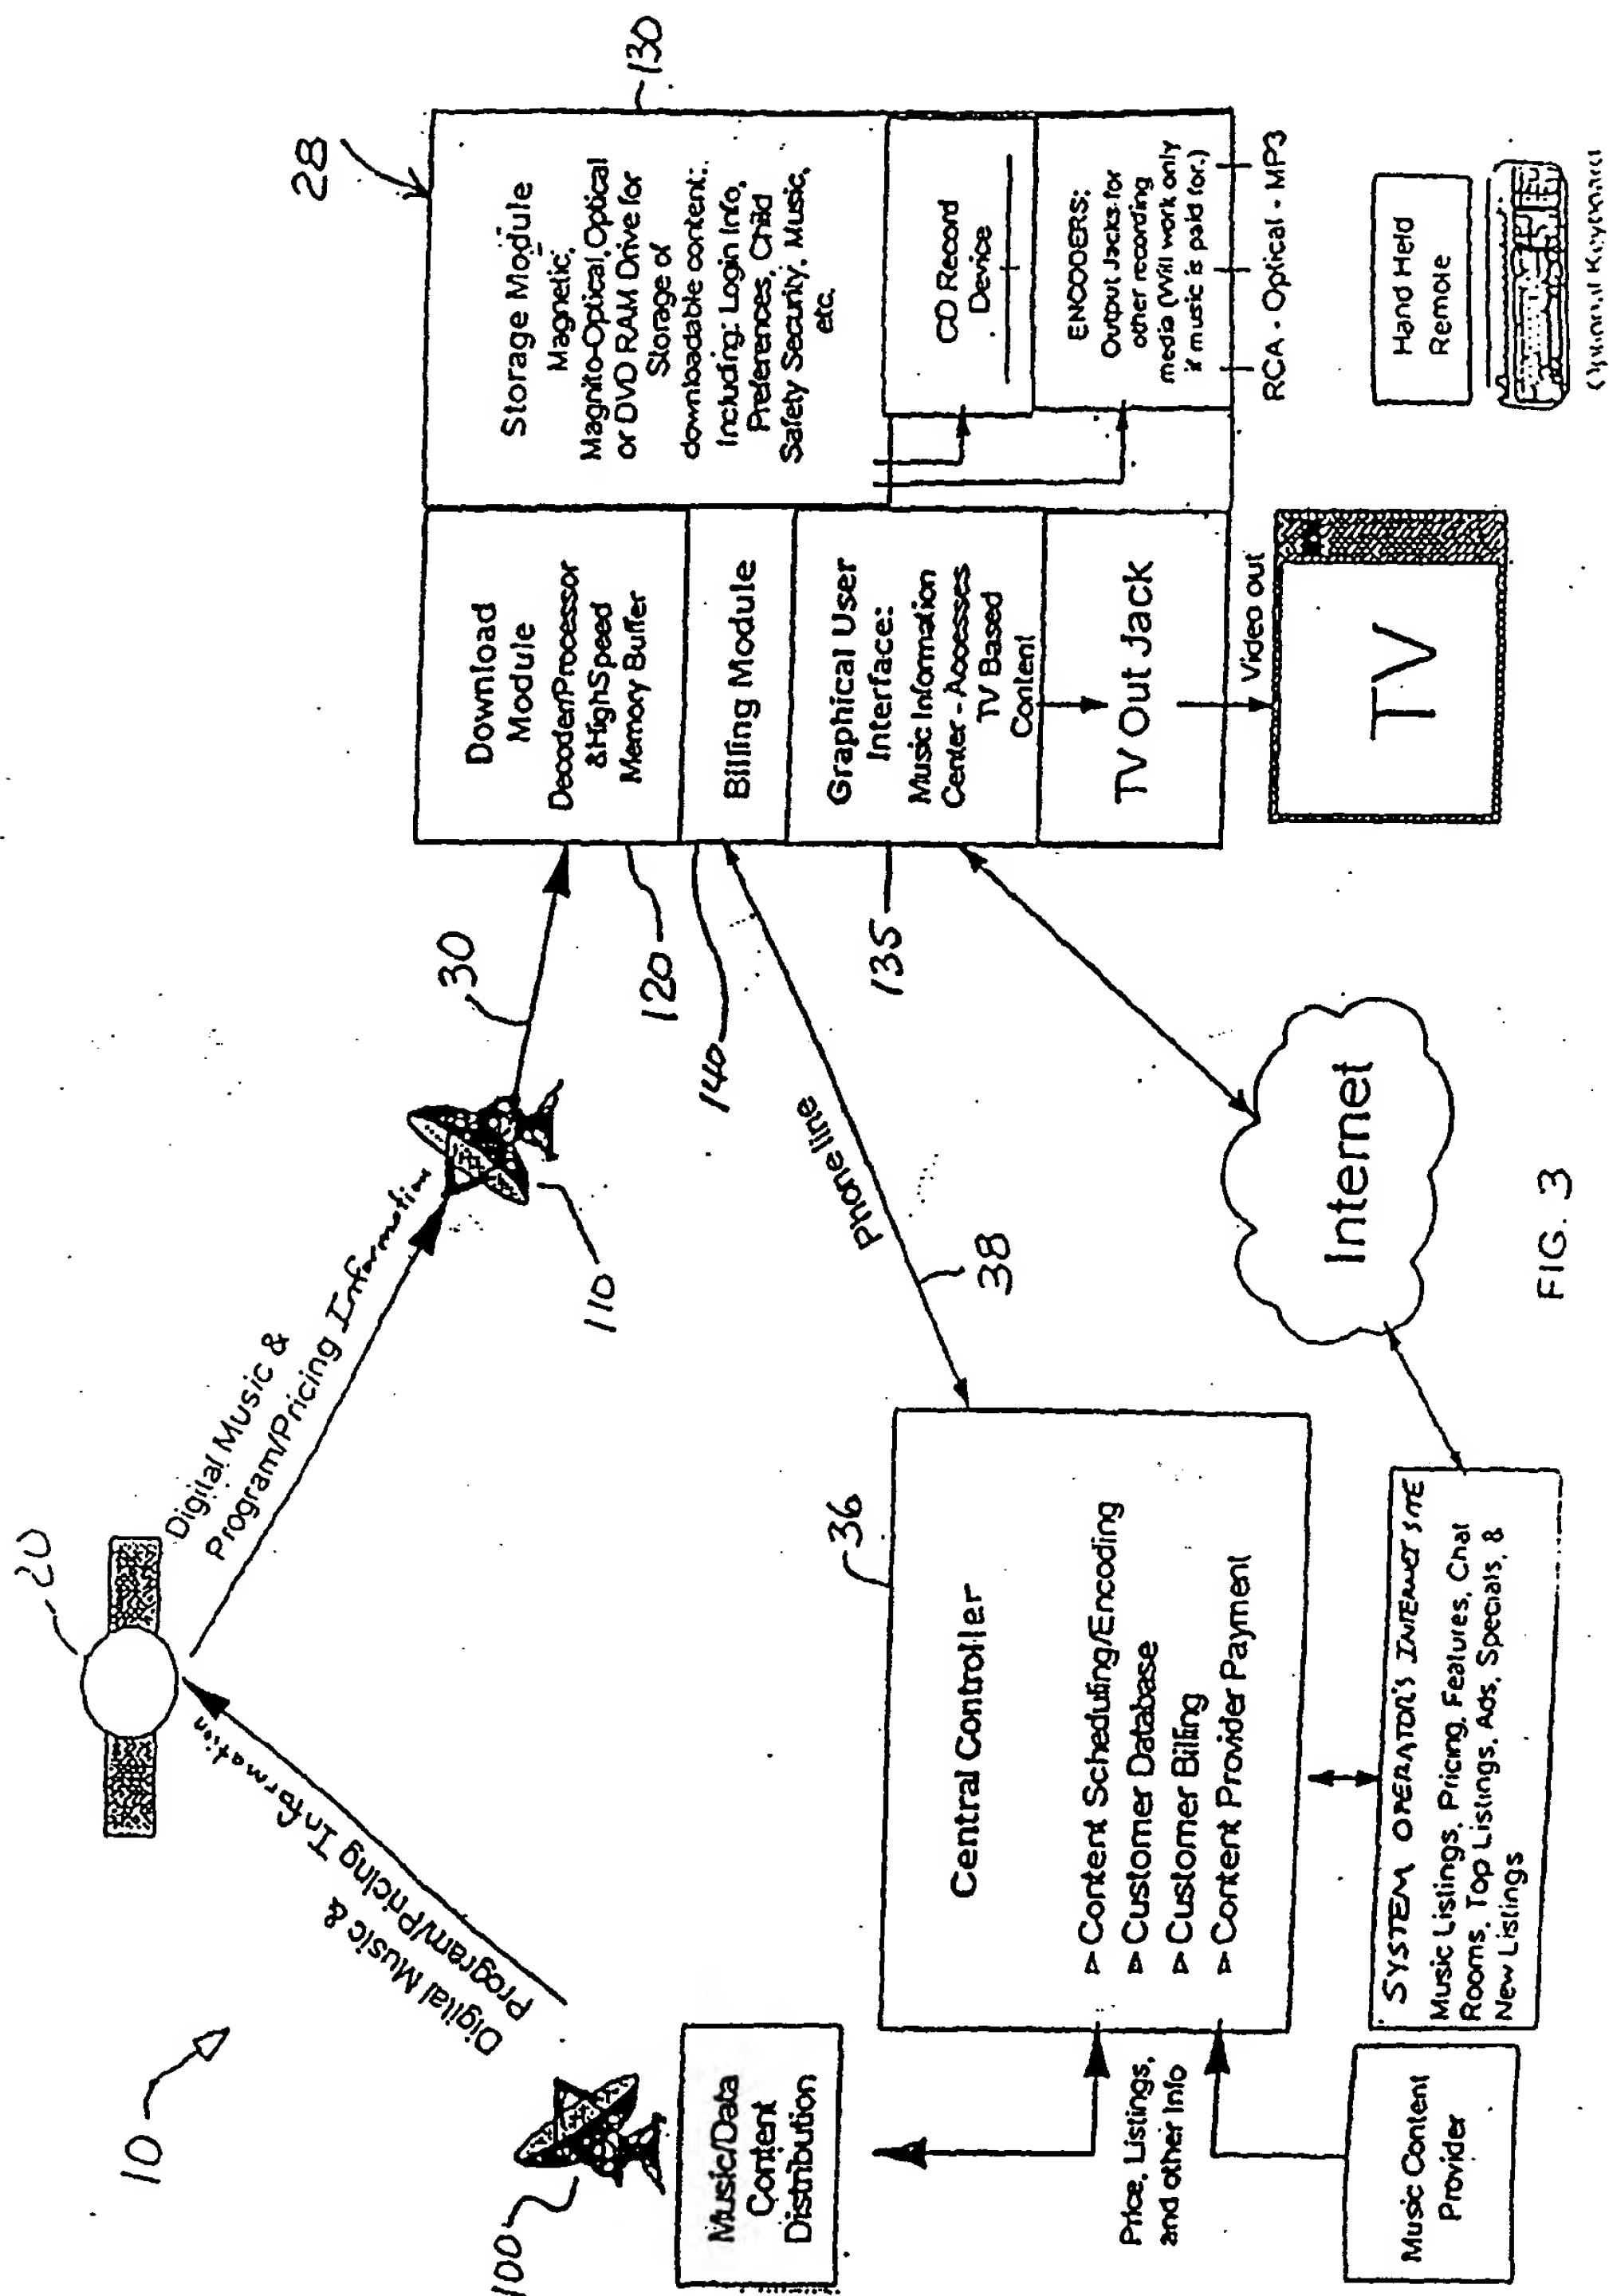 10
20
Digital Music &
Program/Pricing Information
Digital Music &
Program/Pricing Information
100
110
30
Music/Data
Content
Distribution
Price, Listings,
and other Info
Music Content
Provider
36
Central Controller
▹ Content Scheduling/Encoding
▹ Customer Database
▹ Customer Billing
▹ Content Provider Payment
SYSTEM OPERATOR'S INTERNET SITE
Music Listings, Pricing, Features, Chat
Rooms, Top Listings, Ads, Specials, &
New Listings
Phone line
38
Internet
120
140
135
28
130
Download
Module
Decoder/Processor
& High Speed
Memory Buffer
Billing Module
Graphical User
Interface:
Music Information
Center - Accesses
TV Based
Content
TV Out Jack
Video out
TV
Storage Module
Magnetic,
Magnito-Optical, Optical
or DVD RAM Drive for
Storage of
downloadable content:.
Including: Login Info,
Preferences, Child
Safety Security, Music,
etc.
CD Record
Device
ENCODERS:
Output Jacks for
other recording
media (Will work only
if music is paid for.)
RCA - Optical - MP3
Hand Held
Remote
Optional Keyboard
FIG. 3